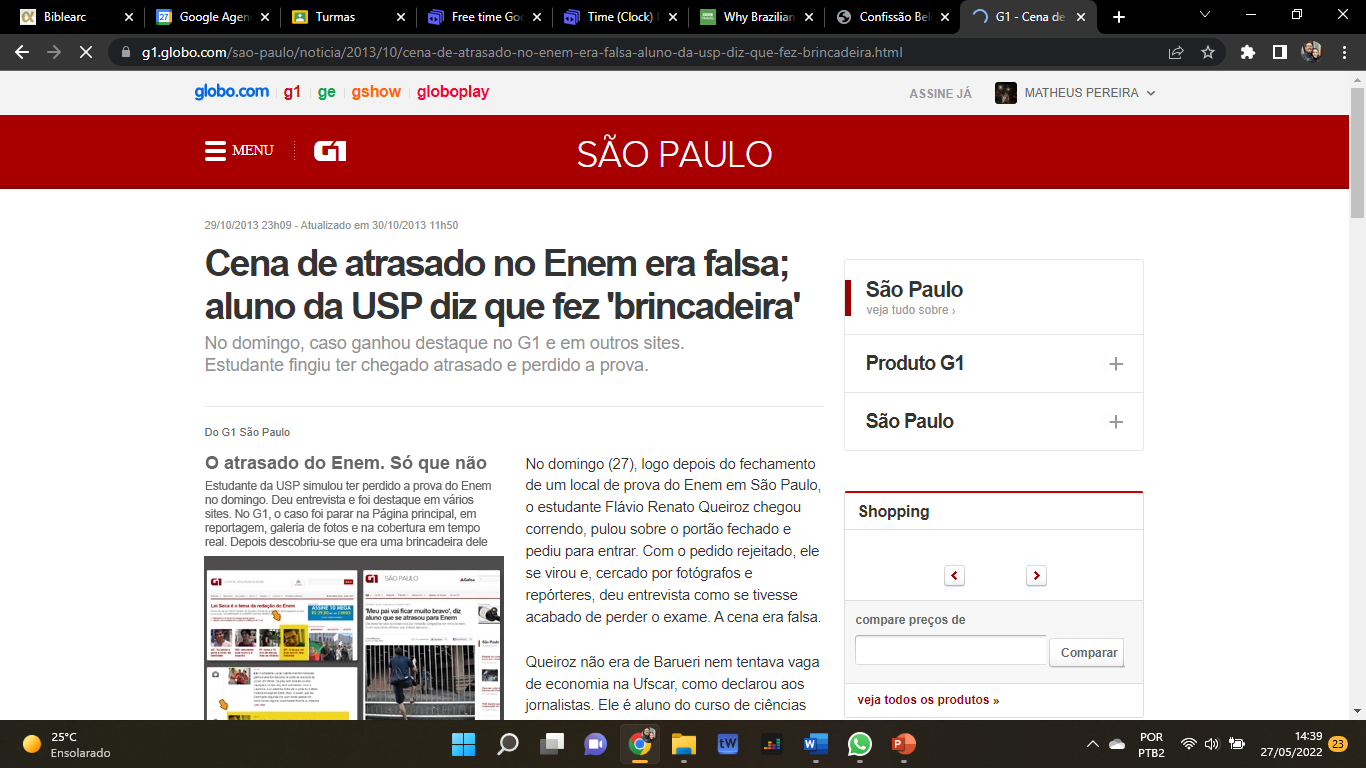 Biblearc
Google Agen
Turmas
Free time Goo
Time (Clock)
Why Brazilian
Confissão Bel
G1 - Cena de
g1.globo.com/sao-paulo/noticia/2013/10/cena-de-atrasado-no-enem-era-falsa-aluno-da-usp-diz-que-fez-brincadeira.html
globo.com g1 ge gshow globoplay
ASSINE JÁ
MATHEUS PEREIRA
MENU
G1
SÃO PAULO
29/10/2013 23h09 - Atualizado em 30/10/2013 11h50
Cena de atrasado no Enem era falsa;
aluno da USP diz que fez 'brincadeira'
No domingo, caso ganhou destaque no G1 e em outros sites.
Estudante fingiu ter chegado atrasado e perdido a prova.
Do G1 São Paulo
O atrasado do Enem. Só que não
Estudante da USP simulou ter perdido a prova do Enem
no domingo. Deu entrevista e foi destaque em vários
sites. No G1, o caso foi parar na Página principal, em
reportagem, galeria de fotos e na cobertura em tempo
real. Depois descobriu-se que era uma brincadeira dele
G1
Lei Seca é o tema da redação do Enem
G1 SÃO PAULO
'Meu pai vai ficar muito bravo', diz
aluno que se atrasou para Enem
No domingo (27), logo depois do fechamento
de um local de prova do Enem em São Paulo,
o estudante Flávio Renato Queiroz chegou
correndo, pulou sobre o portão fechado e
pediu para entrar. Com o pedido rejeitado, ele
se virou e, cercado por fotógrafos e
repórteres, deu entrevista como se tivesse
acabado de perder o exame. A cena era falsa.
Queiroz não era de Barueri nem tentava vaga
de economia na Ufscar, como declarou aos
jornalistas. Ele é aluno do curso de ciências
São Paulo
veja tudo sobre ›
Produto G1
São Paulo
Shopping
compare preços de
Comparar
veja todos os produtos »
25°C
Ensolarado
tW
POR
PTB2
14:39
27/05/2022
23